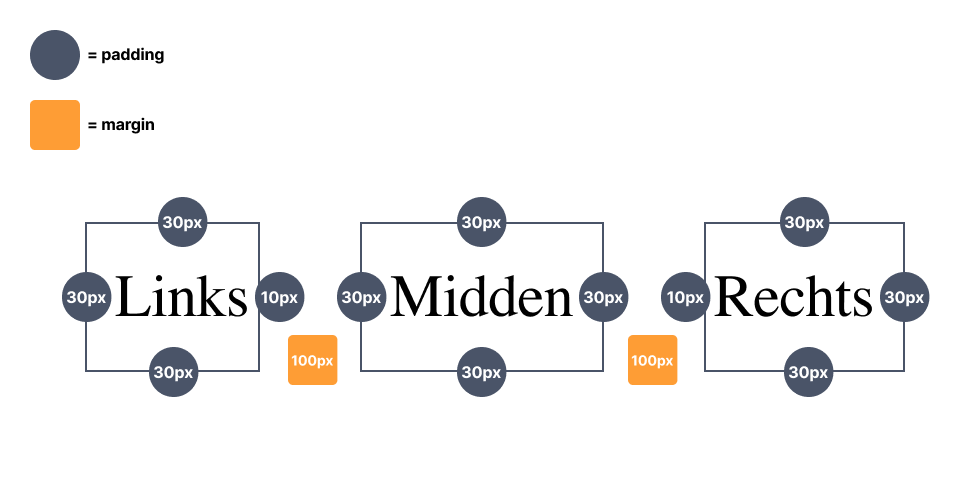 = padding
= margin
30px 30px 30px
30px Links 10px 30px Midden 30px 10px Rechts 30px
100px 100px
30px 30px 30px